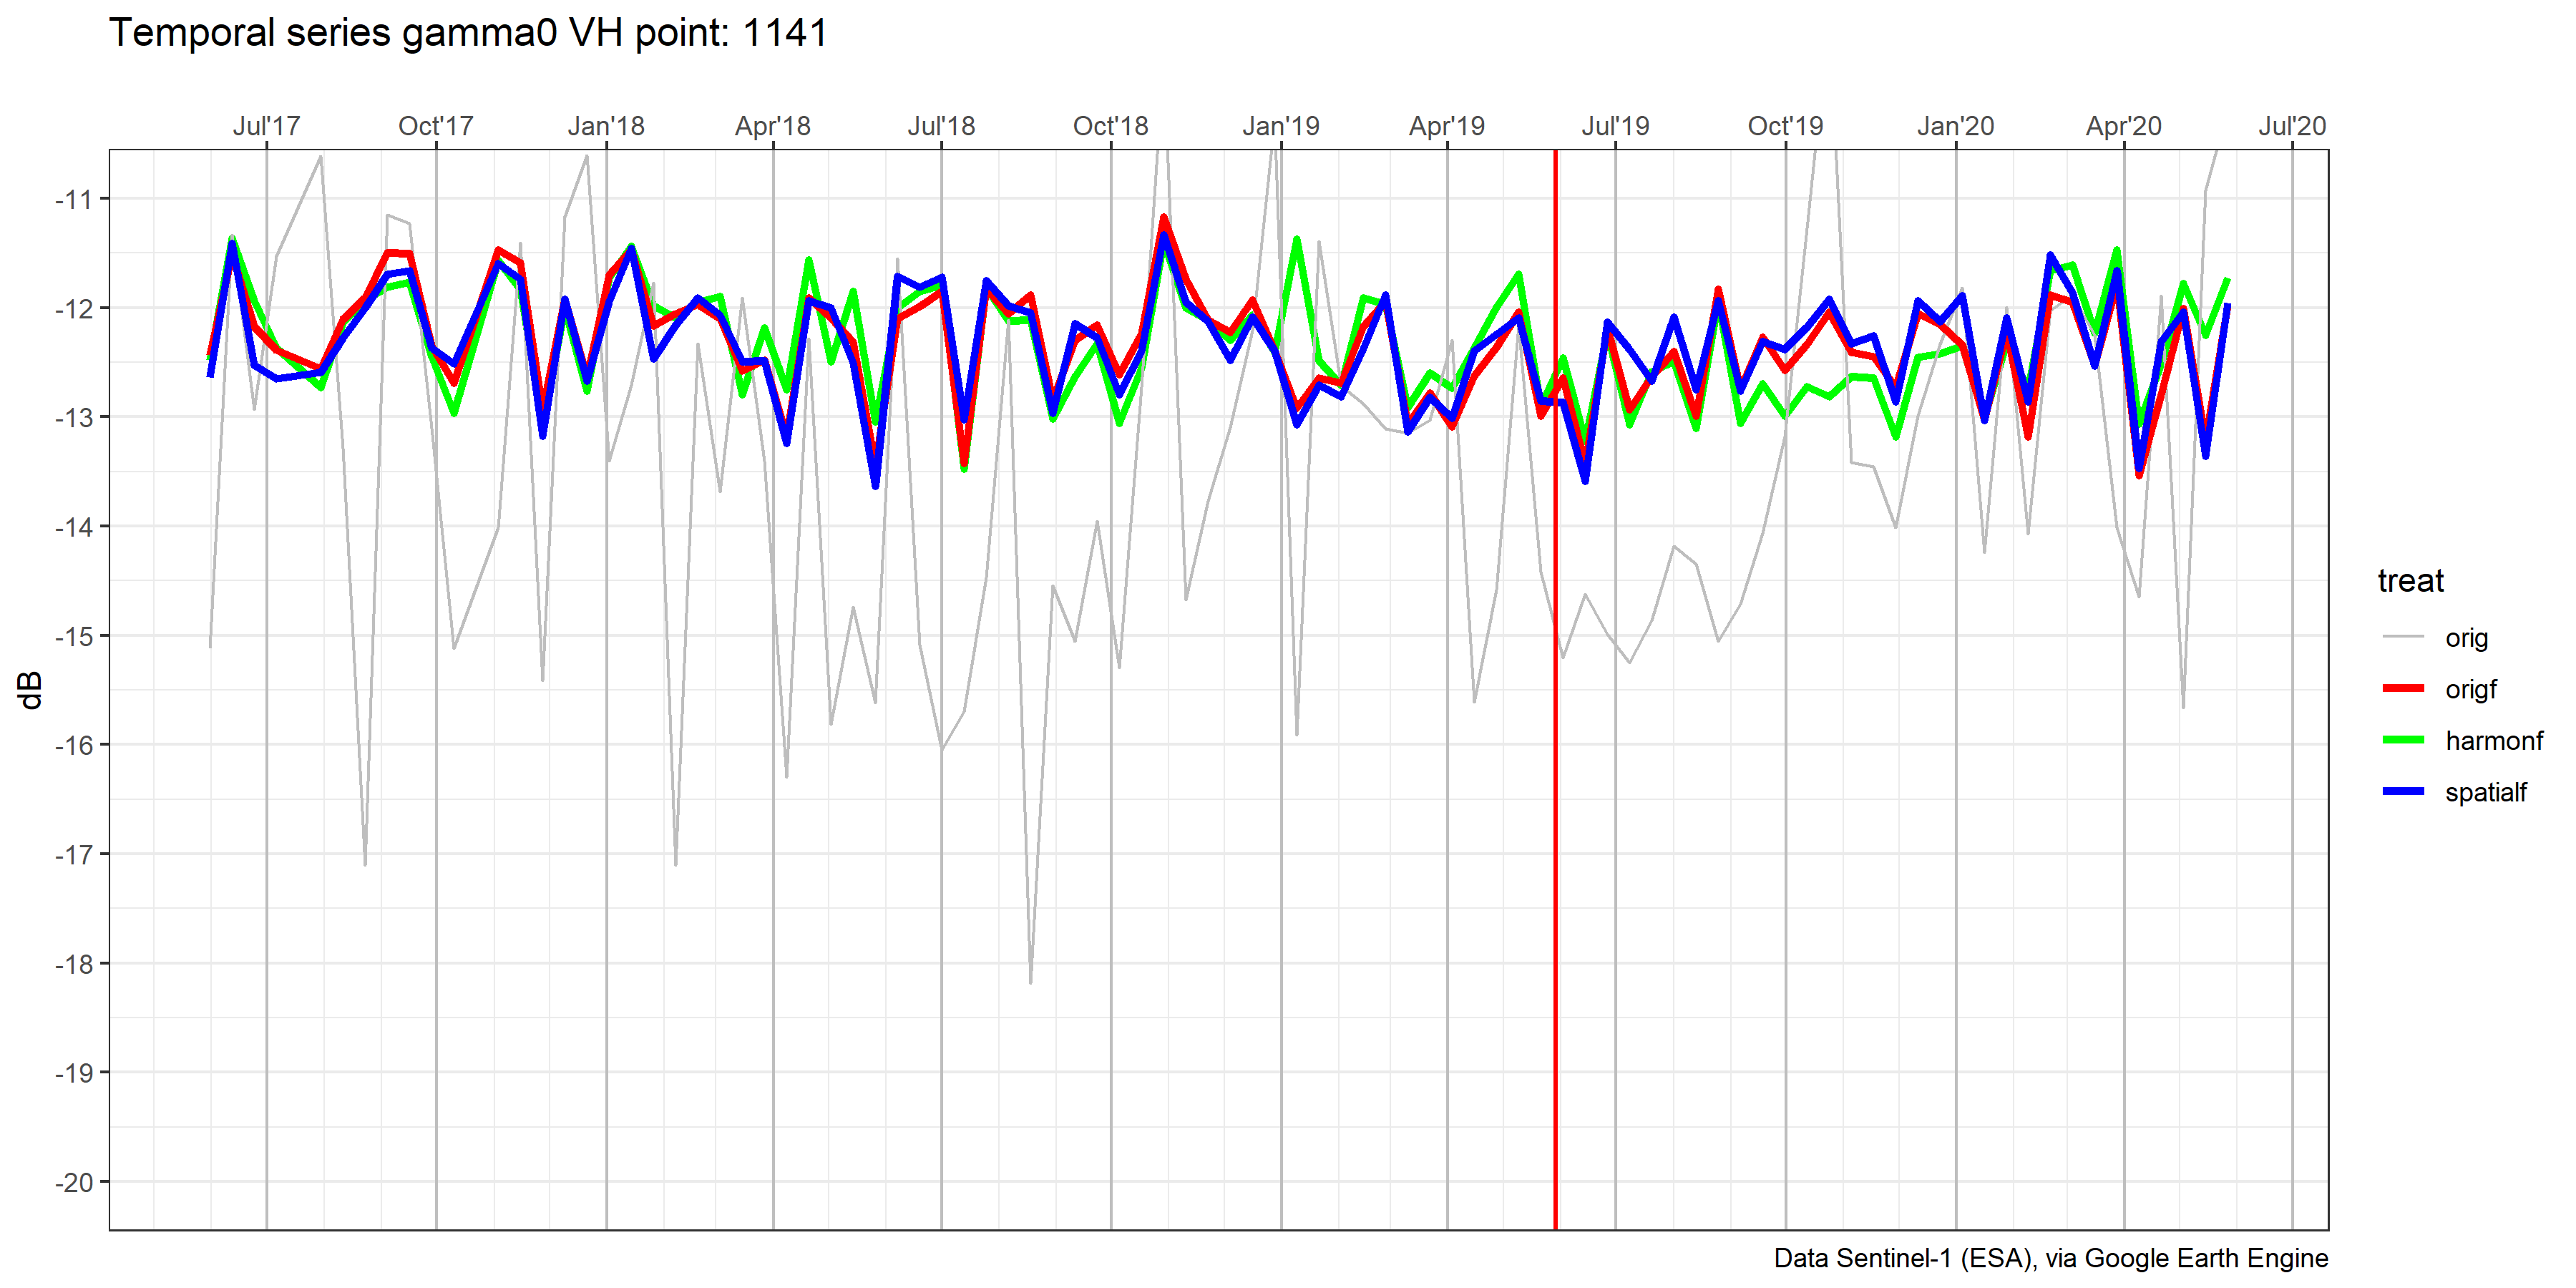 Temporal series gamma0 VH point: 1141
Jul'17 Oct'17 Jan'18 Apr'18 Jul'18 Oct'18 Jan'19 Apr'19 Jul'19 Oct'19 Jan'20 Apr'20 Jul'20
-11
-12
-13
-14
-15
-16
-17
-18
-19
-20
dB
treat
orig
origf
harmonf
spatialf
Data Sentinel-1 (ESA), via Google Earth Engine